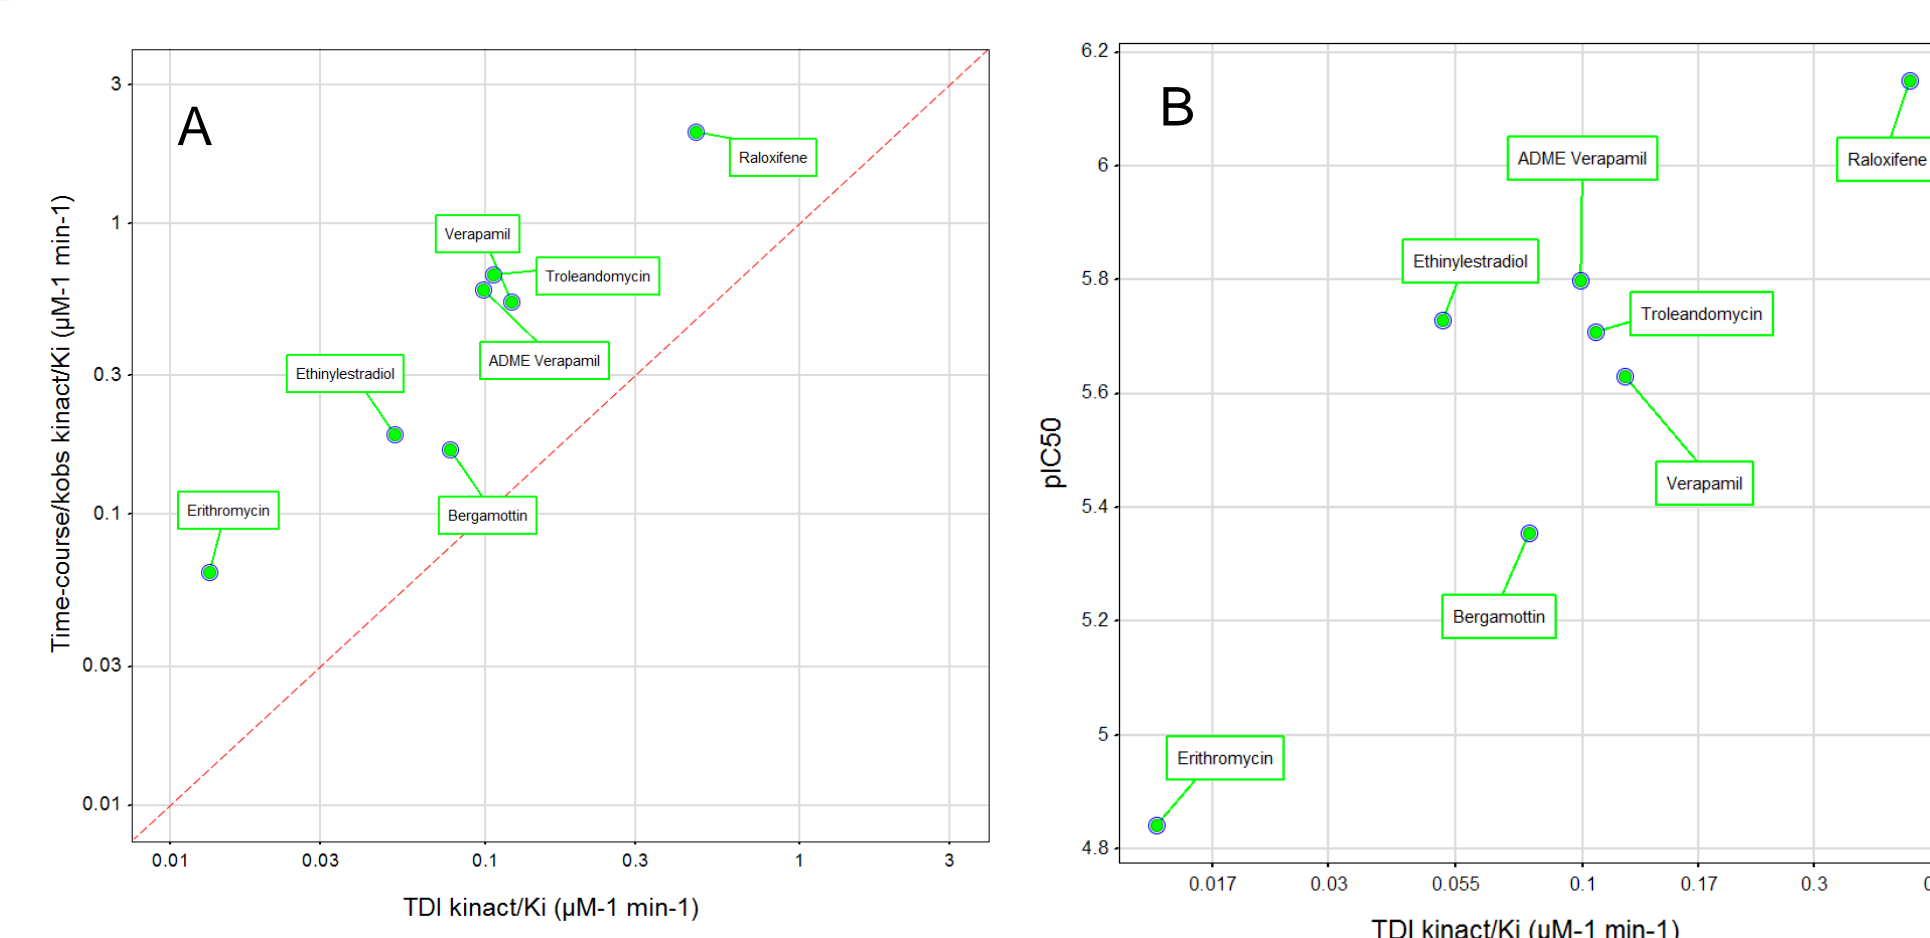 A
Time-course/kobs kinact/Ki (µM-1 min-1)
3
1
0.3
0.1
0.03
0.01
Raloxifene
Verapamil
Troleandomycin
ADME Verapamil
Ethinylestradiol
Erithromycin
Bergamottin
0.01
0.03
0.1
0.3
1
3
TDI kinact/Ki (µM-1 min-1)
B
pIC50
6.2
6
5.8
5.6
5.4
5.2
5
4.8
ADME Verapamil
Raloxifene
Ethinylestradiol
Troleandomycin
Verapamil
Bergamottin
Erithromycin
0.017
0.03
0.055
0.1
0.17
0.3
TDI kinact/Ki (µM-1 min-1)